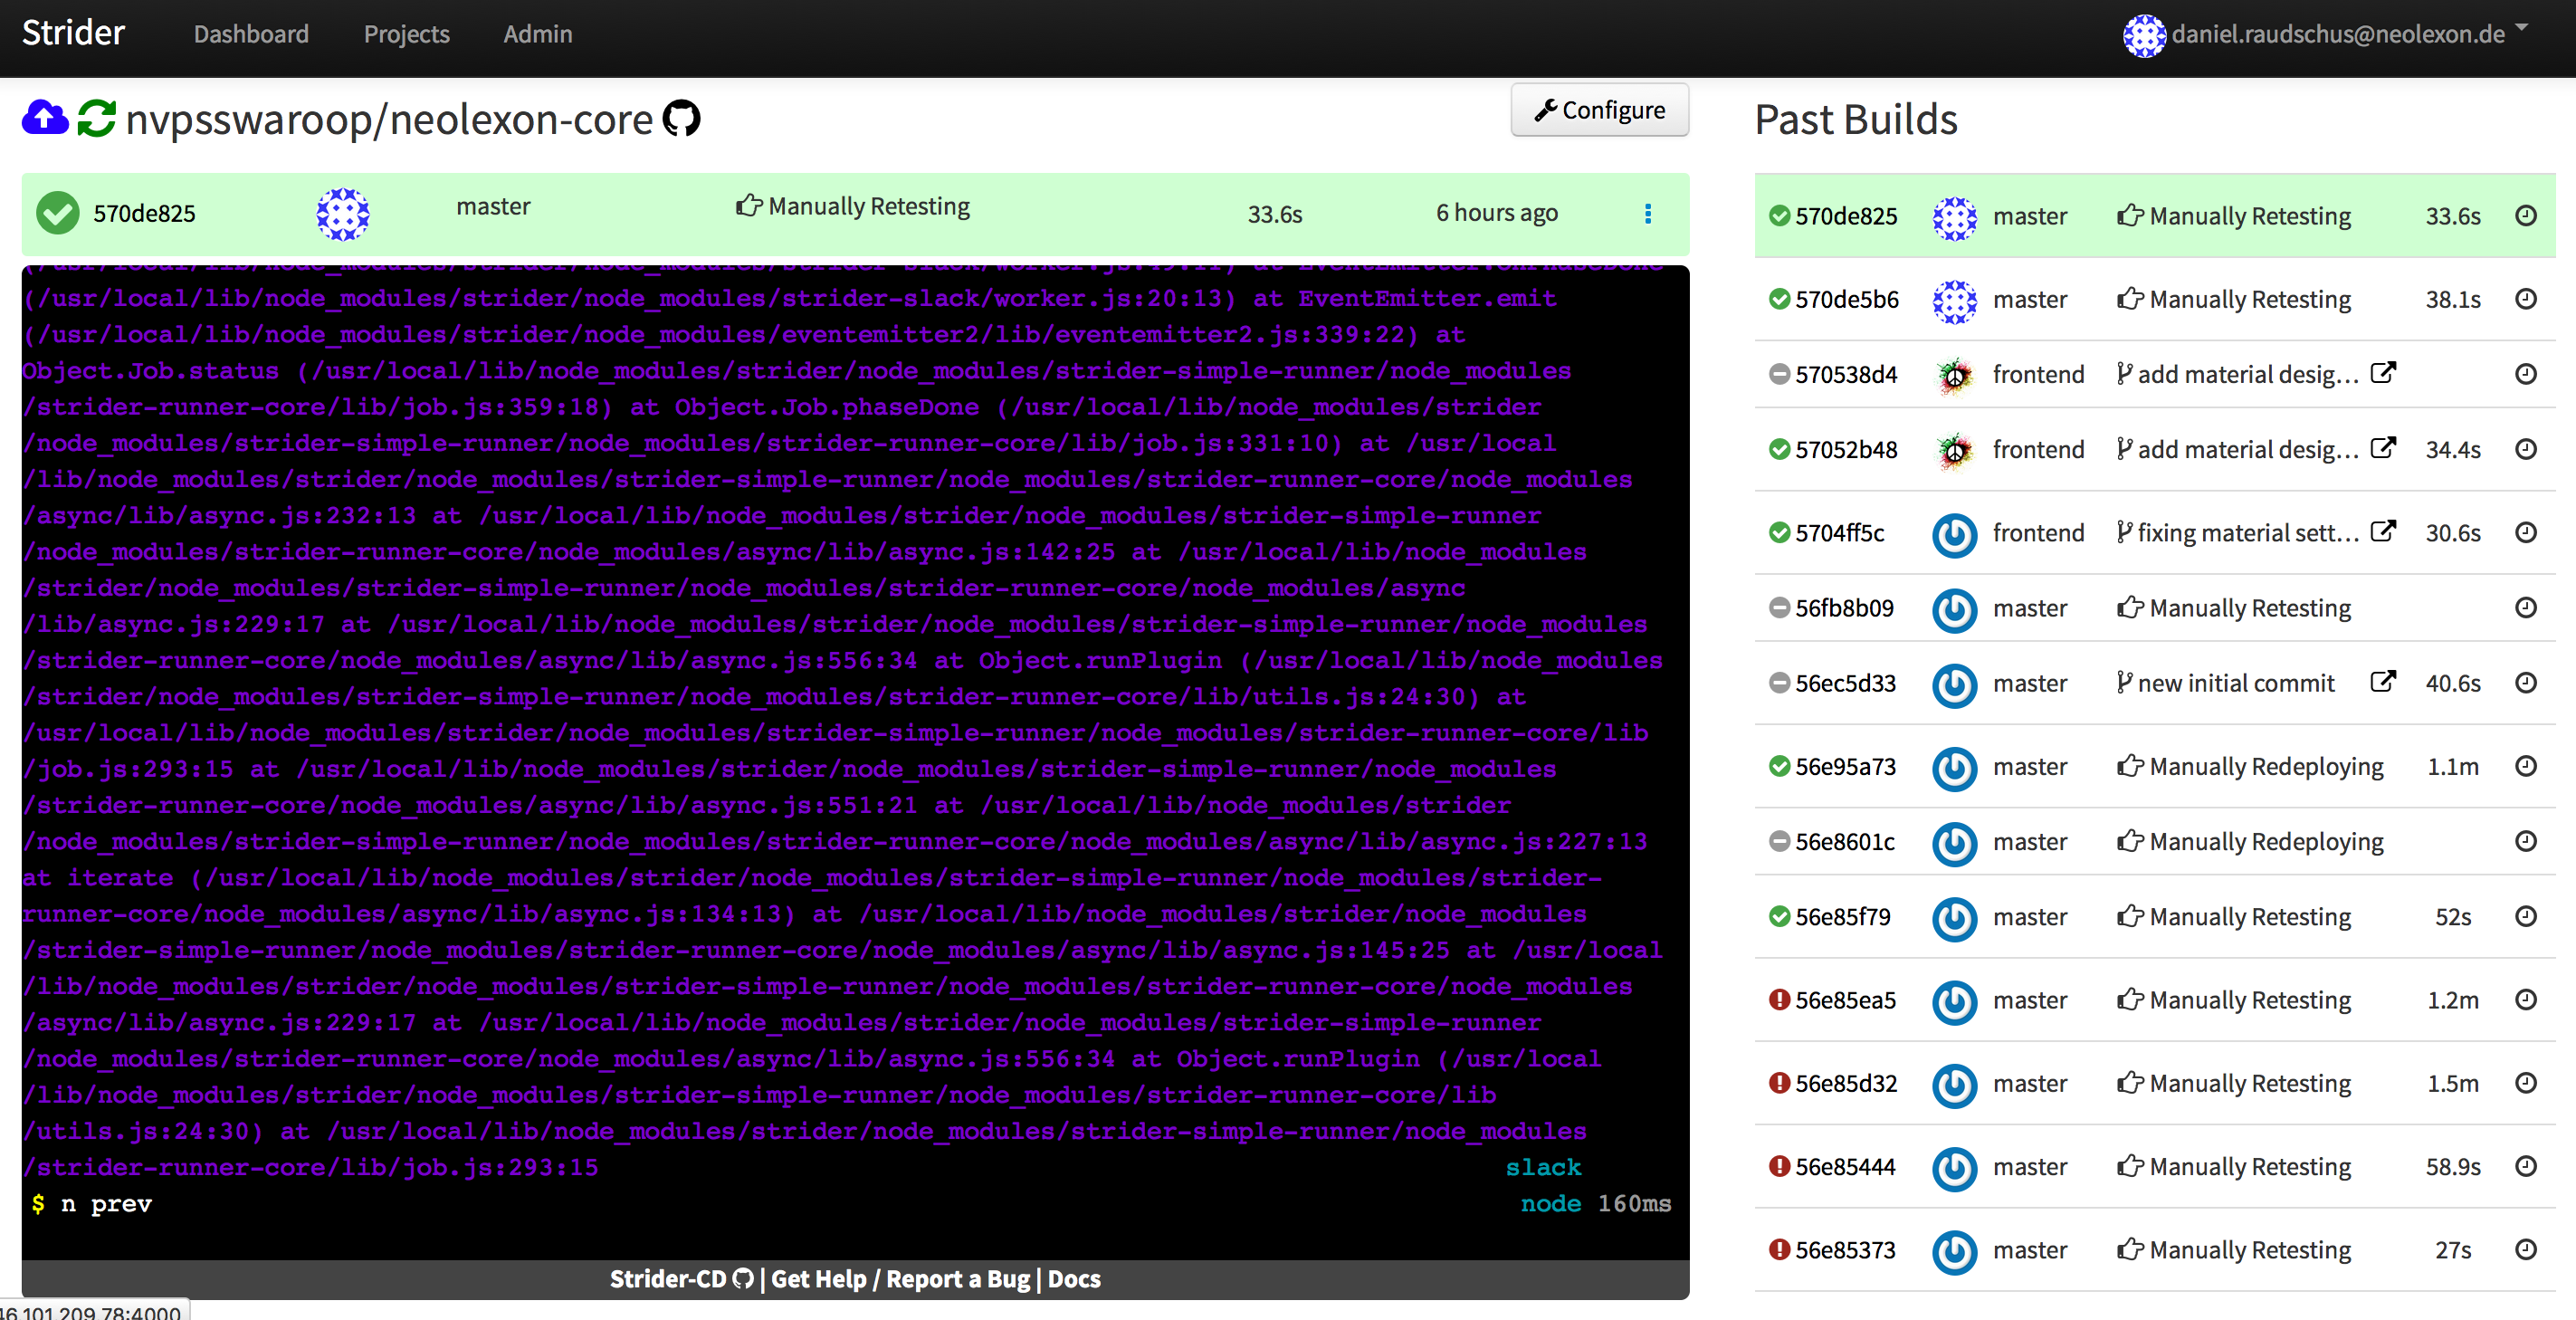 Strider
Dashboard
Projects
Admin
daniel.raudschus@neolexon.de
nvpsswaroop/neolexon-core
Configure
570de825
master
Manually Retesting
33.6s
6 hours ago
(/usr/local/lib/node_modules/strider/node_modules/strider-slack/worker.js:20:13) at EventEmitter.emit
(/usr/local/lib/node_modules/strider/node_modules/eventemitter2/lib/eventemitter2.js:339:22) at
Object.Job.status (/usr/local/lib/node_modules/strider/node_modules/strider-simple-runner/node_modules
/strider-runner-core/lib/job.js:359:18) at Object.Job.phaseDone (/usr/local/lib/node_modules/strider
/node_modules/strider-simple-runner/node_modules/strider-runner-core/lib/job.js:331:10) at /usr/local
/lib/node_modules/strider/node_modules/strider-simple-runner/node_modules/strider-runner-core/node_modules
/async/lib/async.js:232:13 at /usr/local/lib/node_modules/strider/node_modules/strider-simple-runner
/node_modules/strider-runner-core/node_modules/async/lib/async.js:142:25 at /usr/local/lib/node_modules
/strider/node_modules/strider-simple-runner/node_modules/strider-runner-core/node_modules/async
/lib/async.js:229:17 at /usr/local/lib/node_modules/strider/node_modules/strider-simple-runner/node_modules
/strider-runner-core/node_modules/async/lib/async.js:556:34 at Object.runPlugin (/usr/local/lib/node_modules
/strider/node_modules/strider-simple-runner/node_modules/strider-runner-core/lib/utils.js:24:30) at
/usr/local/lib/node_modules/strider/node_modules/strider-simple-runner/node_modules/strider-runner-core/lib
/job.js:293:15 at /usr/local/lib/node_modules/strider/node_modules/strider-simple-runner/node_modules
/strider-runner-core/node_modules/async/lib/async.js:551:21 at /usr/local/lib/node_modules/strider
/node_modules/strider-simple-runner/node_modules/strider-runner-core/node_modules/async/lib/async.js:227:13
at iterate (/usr/local/lib/node_modules/strider/node_modules/strider-simple-runner/node_modules/strider-
runner-core/node_modules/async/lib/async.js:134:13) at /usr/local/lib/node_modules/strider/node_modules
/strider-simple-runner/node_modules/strider-runner-core/node_modules/async/lib/async.js:145:25 at /usr/local
/lib/node_modules/strider/node_modules/strider-simple-runner/node_modules/strider-runner-core/node_modules
/async/lib/async.js:229:17 at /usr/local/lib/node_modules/strider/node_modules/strider-simple-runner
/node_modules/strider-runner-core/node_modules/async/lib/async.js:556:34 at Object.runPlugin (/usr/local
/lib/node_modules/strider/node_modules/strider-simple-runner/node_modules/strider-runner-core/lib
/utils.js:24:30) at /usr/local/lib/node_modules/strider/node_modules/strider-simple-runner/node_modules
/strider-runner-core/lib/job.js:293:15 slack
$ n prev node 160ms
Strider-CD | Get Help / Report a Bug | Docs
46.101.209.78:4000
Past Builds
570de825 master Manually Retesting 33.6s
570de5b6 master Manually Retesting 38.1s
570538d4 frontend add material desig...
57052b48 frontend add material desig... 34.4s
5704ff5c frontend fixing material sett... 30.6s
56fb8b09 master Manually Retesting
56ec5d33 master new initial commit 40.6s
56e95a73 master Manually Redeploying 1.1m
56e8601c master Manually Redeploying
56e85f79 master Manually Retesting 52s
56e85ea5 master Manually Retesting 1.2m
56e85d32 master Manually Retesting 1.5m
56e85444 master Manually Retesting 58.9s
56e85373 master Manually Retesting 27s